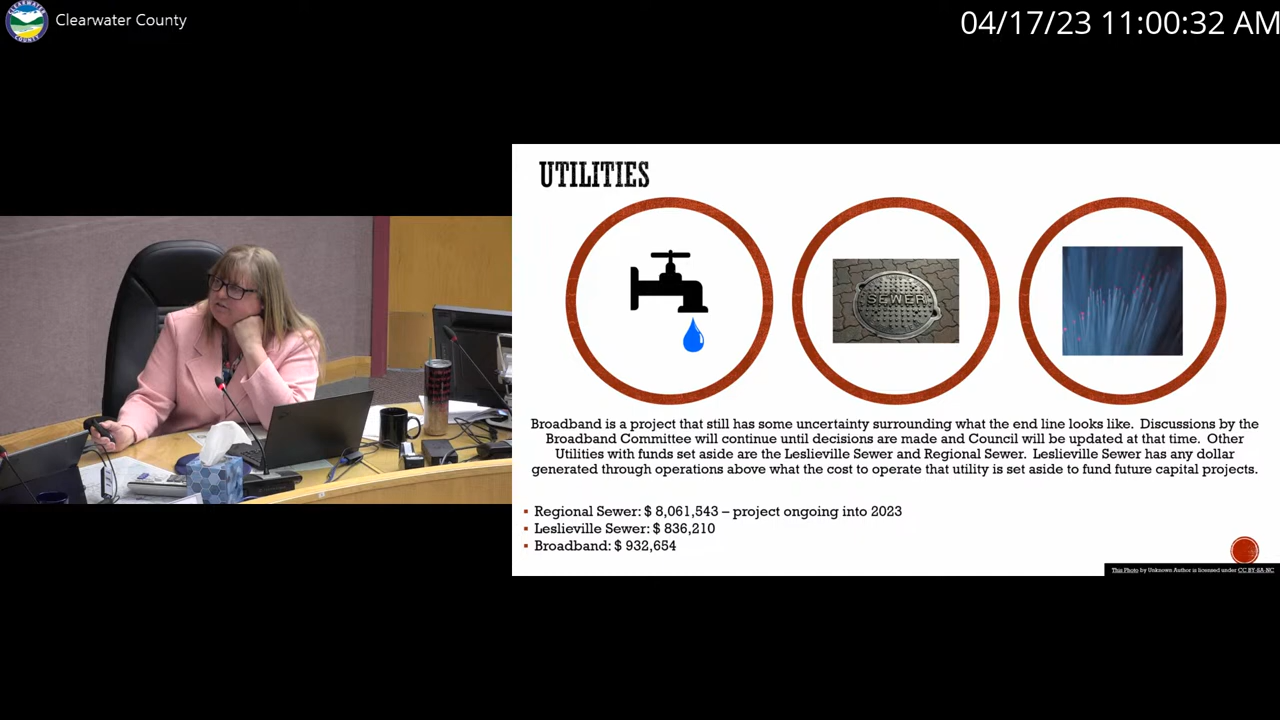 Clearwater County
04/17/23 11:00:32 AM
UTILITIES
SEWER
Broadband is a project that still has some uncertainty surrounding what the end line looks like. Discussions by the
Broadband Committee will continue until decisions are made and Council will be updated at that time. Other
Utilities with funds set aside are the Leslieville Sewer and Regional Sewer. Leslieville Sewer has any dollar
generated through operations above what the cost to operate that utility is set aside to fund future capital projects.
▪ Regional Sewer: $ 8,061,543 – project ongoing into 2023
▪ Leslieville Sewer: $ 836,210
▪ Broadband: $ 932,654
This Photo by Unknown Author is licensed under CC BY-SA-NC